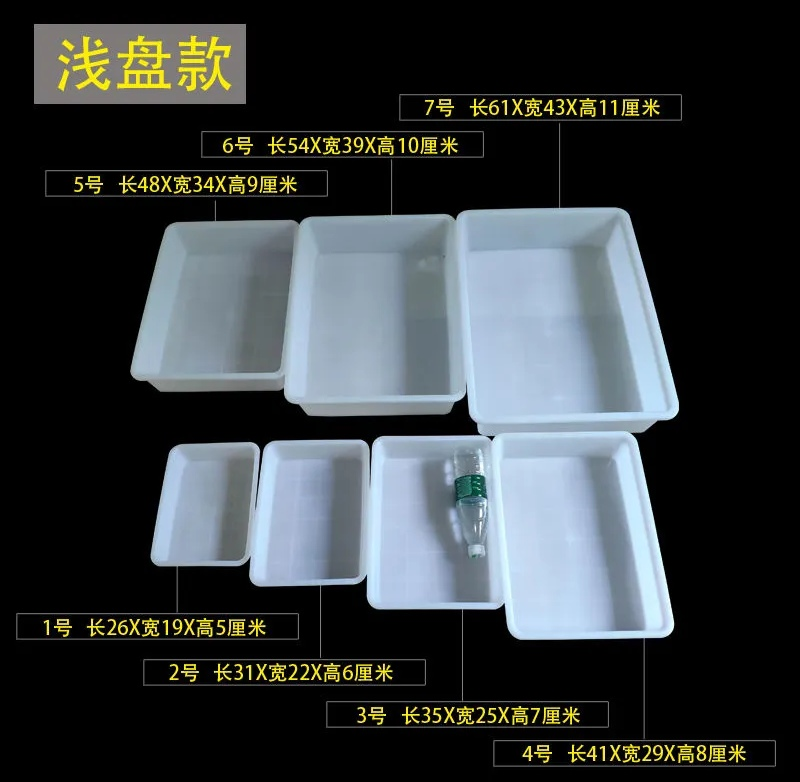 浅盘款
7号 长61X宽43X高11厘米
6号 长54X宽39X高10厘米
5号 长48X宽34X高9厘米
1号 长26X宽19X高5厘米
2号 长31X宽22X高6厘米
3号 长35X宽25X高7厘米
4号 长41X宽29X高8厘米